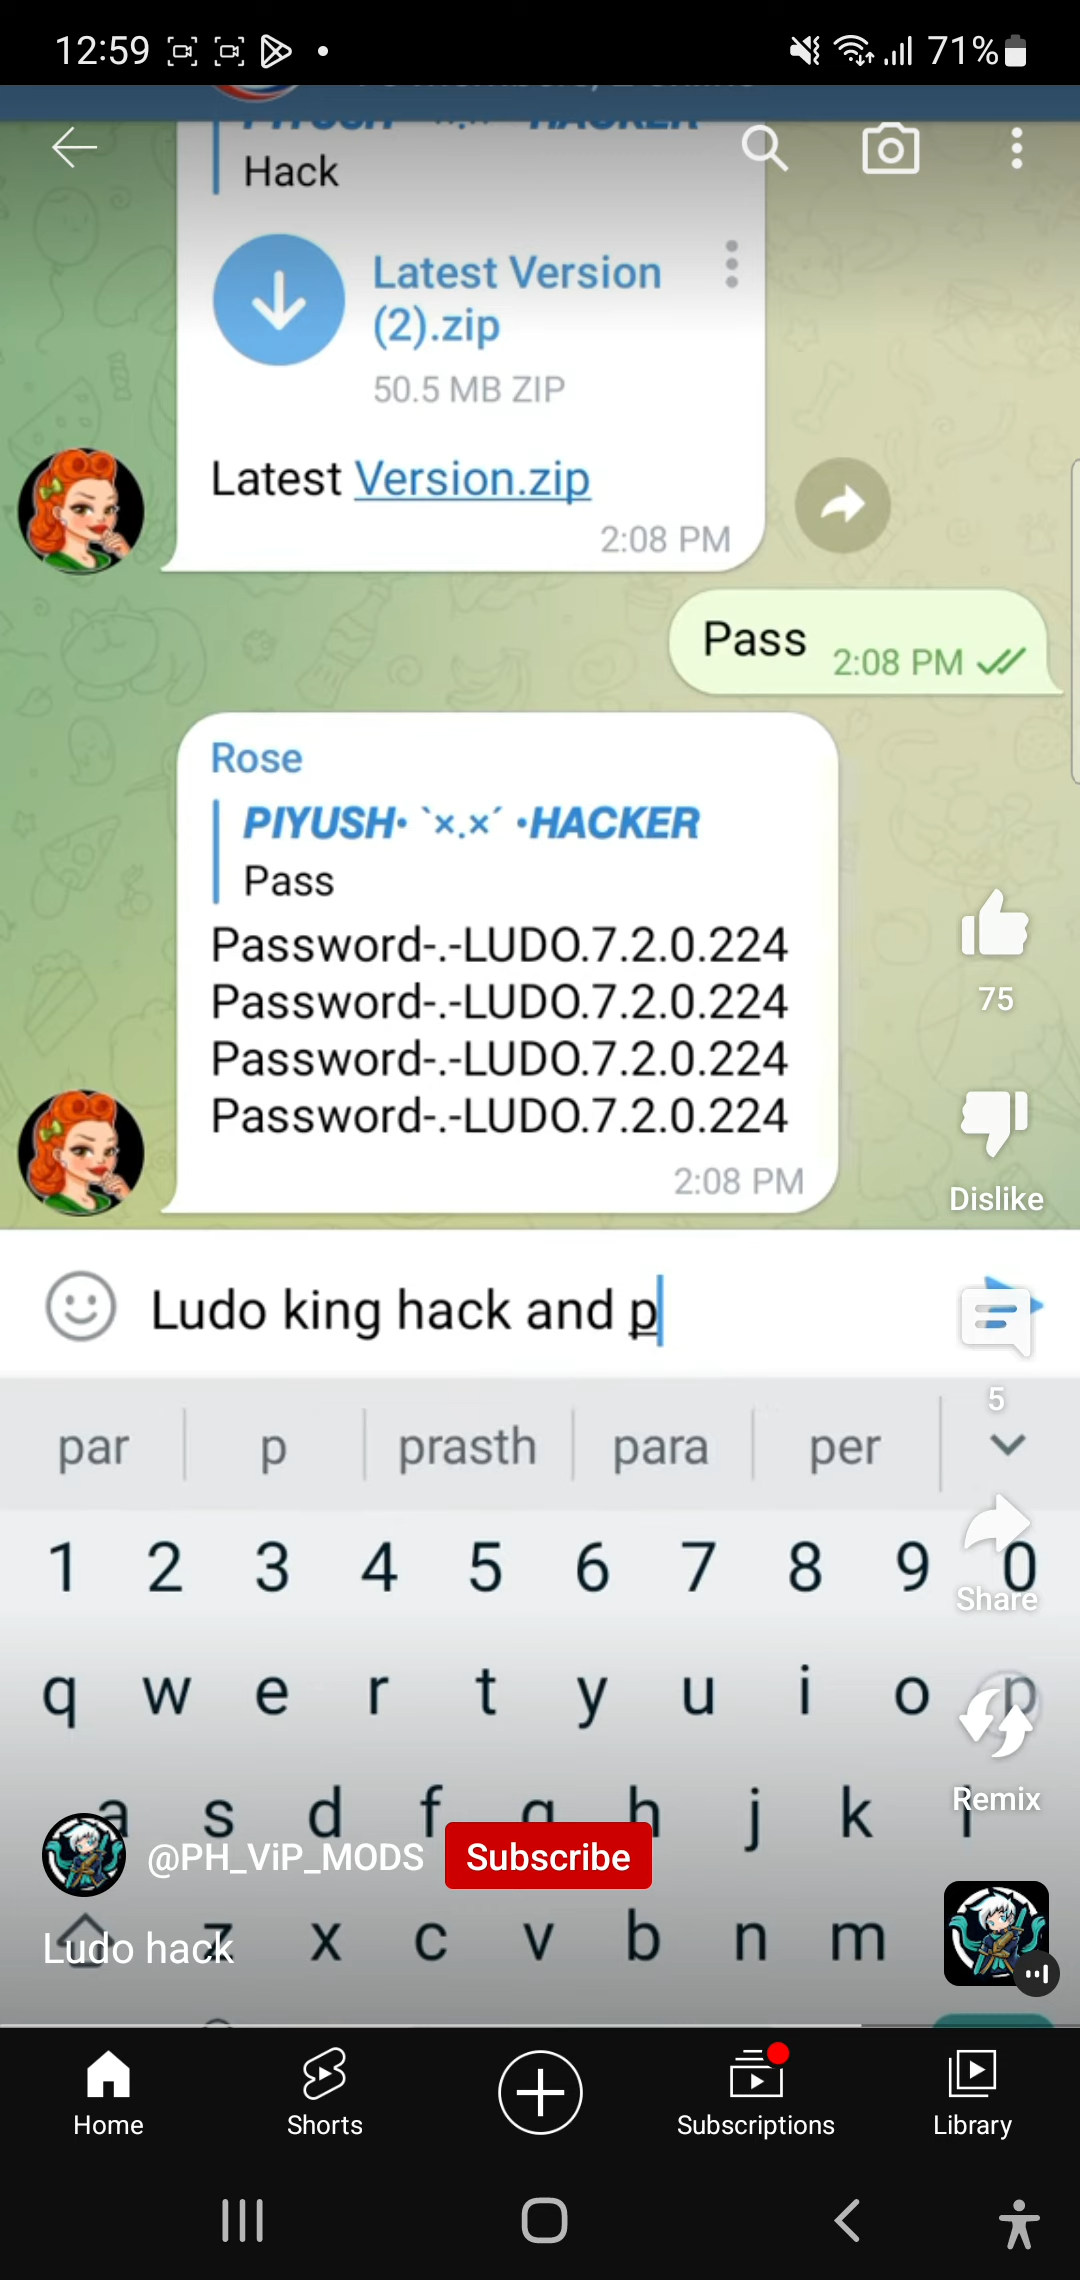 12:59
71%
PIYUSH• `×.×´ •HACKER
Hack
Latest Version
(2).zip
50.5 MB ZIP
Latest Version.zip
2:08 PM
Pass
2:08 PM
Rose
PIYUSH• `×.×´ •HACKER
Pass
Password-.-LUDO.7.2.0.224
Password-.-LUDO.7.2.0.224
Password-.-LUDO.7.2.0.224
Password-.-LUDO.7.2.0.224
2:08 PM
75
Dislike
Ludo king hack and p
5
par p prasth para per
1 2 3 4 5 6 7 8 9 0
Share
q w e r t y u i o p
Remix
a s d f g h j k l
@PH_ViP_MODS
Subscribe
z x c v b n m
Ludo hack
Home
Shorts
Subscriptions
Library